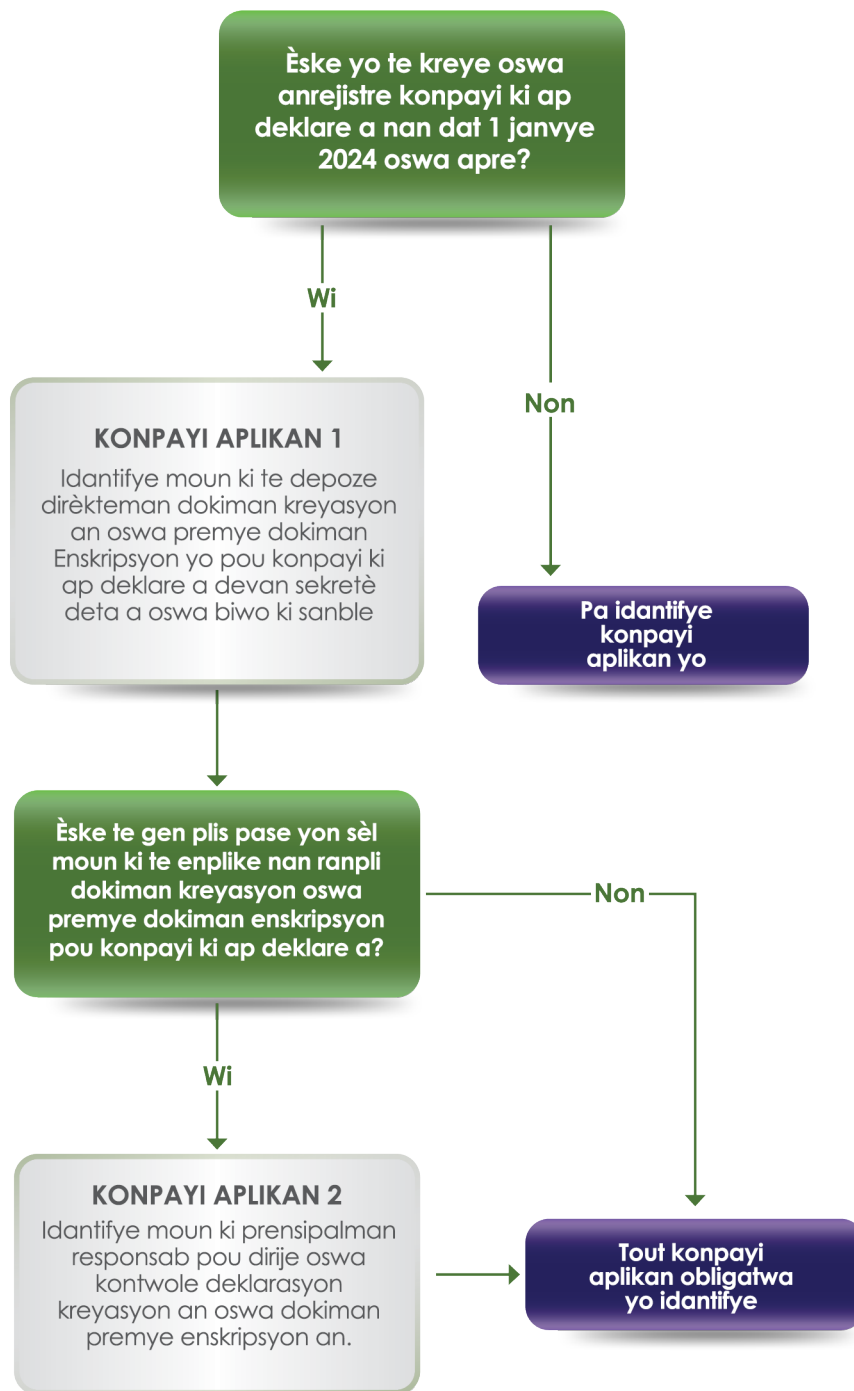 Èske yo te kreye oswa
anrejistre konpayi ki ap
deklare a nan dat 1 janvye
2024 oswa apre?
Wi
Non
KONPAYI APLIKAN 1
Idantifye moun ki te depoze
dirèkteman dokiman kreyasyon
an oswa premye dokiman
Enskripsyon yo pou konpayi ki
ap deklare a devan sekretè
deta a oswa biwo ki sanble
Pa idantifye
konpayi
aplikan yo
Èske te gen plis pase yon sèl
moun ki te enplike nan ranpli
dokiman kreyasyon oswa
premye dokiman enskripsyon
pou konpayi ki ap deklare a?
Non
Wi
KONPAYI APLIKAN 2
Idantifye moun ki prensipalman
responsab pou dirije oswa
kontwole deklarasyon
kreyasyon an oswa dokiman
premye enskripsyon an.
Tout konpayi
aplikan obligatwa
yo idantifye